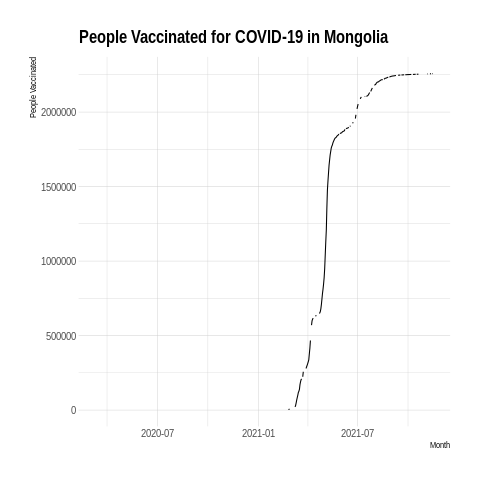 People Vaccinated for COVID-19 in Mongolia
People Vaccinated
2000000
1500000
1000000
500000
0
2020-07 2021-01 2021-07
Month